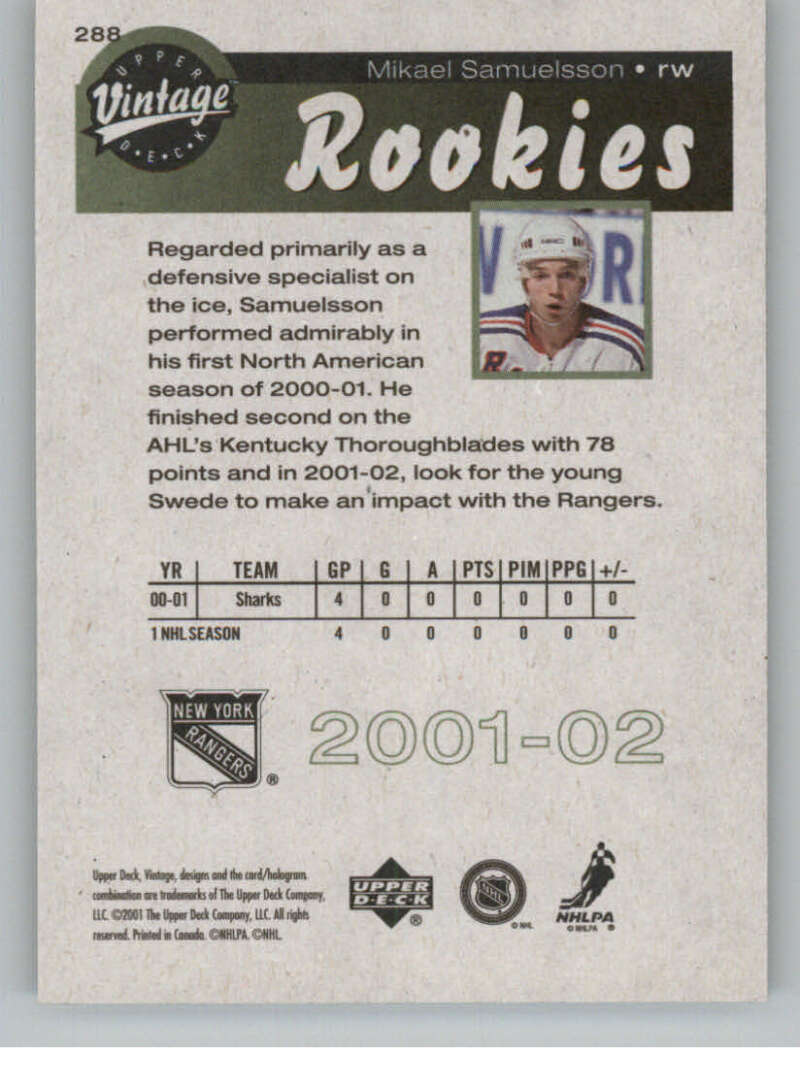 288
UPPER
Vintage
D•E•C•K
Mikael Samuelsson • rw
Rookies
Regarded primarily as a
defensive specialist on
the ice, Samuelsson
performed admirably in
his first North American
season of 2000-01. He
finished second on the
AHL's Kentucky Thoroughblades with 78
points and in 2001-02, look for the young
Swede to make an impact with the Rangers.
YR TEAM GP G A PTS PIM PPG +/-
00-01 Sharks 4 0 0 0 0 0 0
1 NHL SEASON 4 0 0 0 0 0 0
NEW YORK
RANGERS
®
2001-02
Upper Deck, Vintage, designs and the card/hologram
combination are trademarks of The Upper Deck Company,
LLC. ©2001 The Upper Deck Company, LLC. All rights
reserved. Printed in Canada. ©NHLPA. ©NHL.
UPPER
D•E•C•K
®
NHL
© NHL
NHLPA
© NHLPA ®